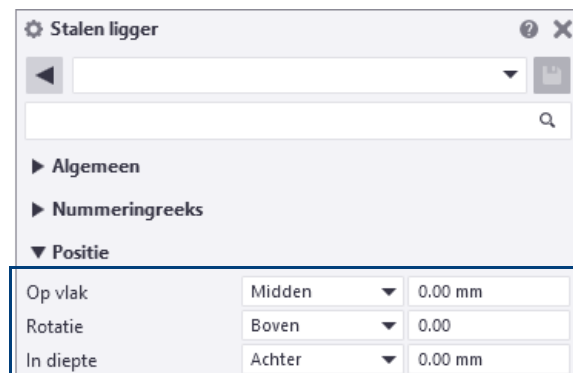 Stalen ligger
Algemeen
Nummeringreeks
Positie
Op vlak Midden 0.00 mm
Rotatie Boven 0.00
In diepte Achter 0.00 mm